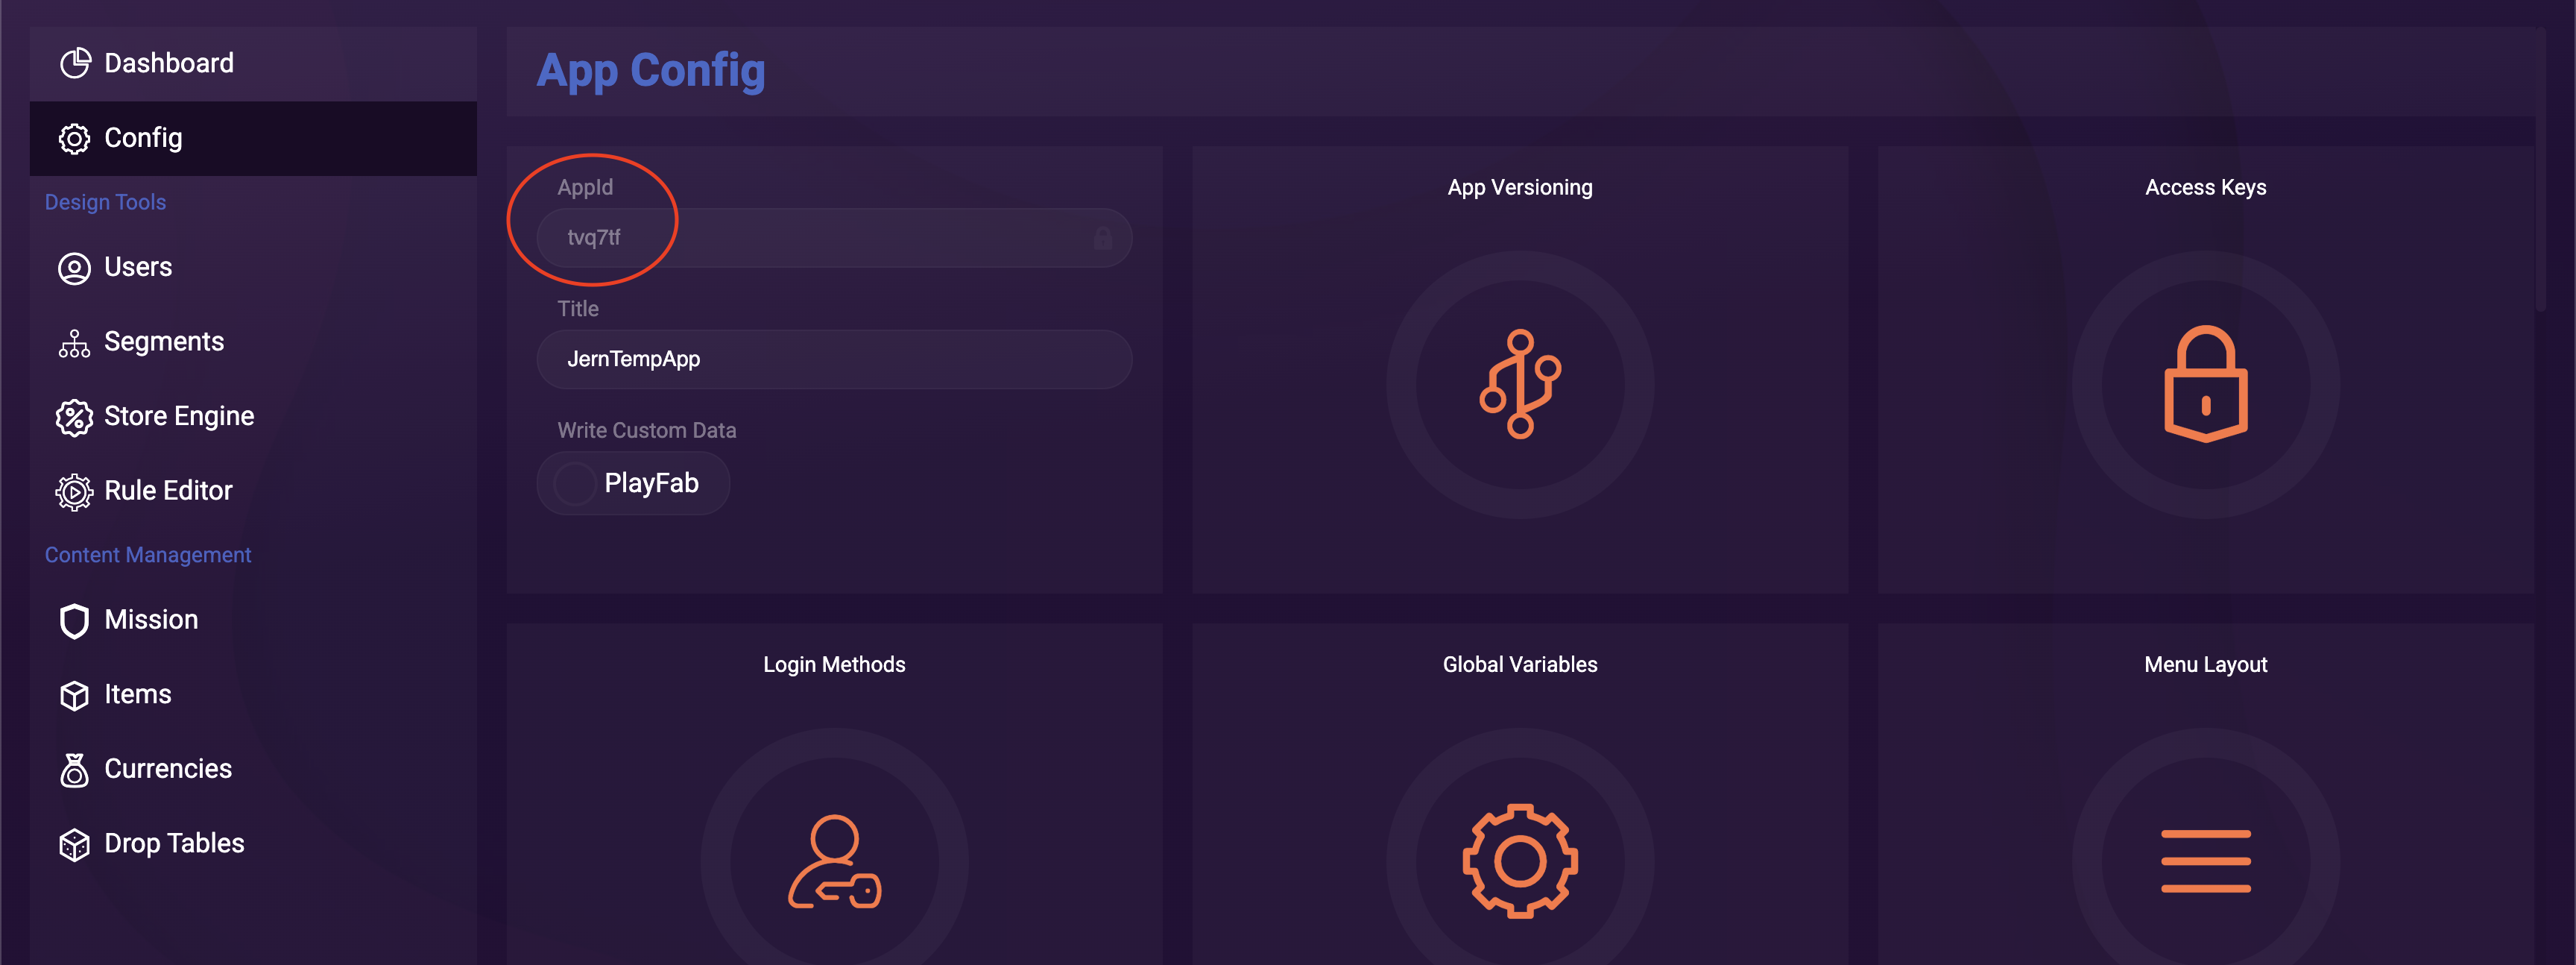 Dashboard
Config
Design Tools
Users
Segments
Store Engine
Rule Editor
Content Management
Mission
Items
Currencies
Drop Tables
App Config
AppId
tvq7tf
Title
JernTempApp
Write Custom Data
PlayFab
App Versioning
Access Keys
Login Methods
Global Variables
Menu Layout